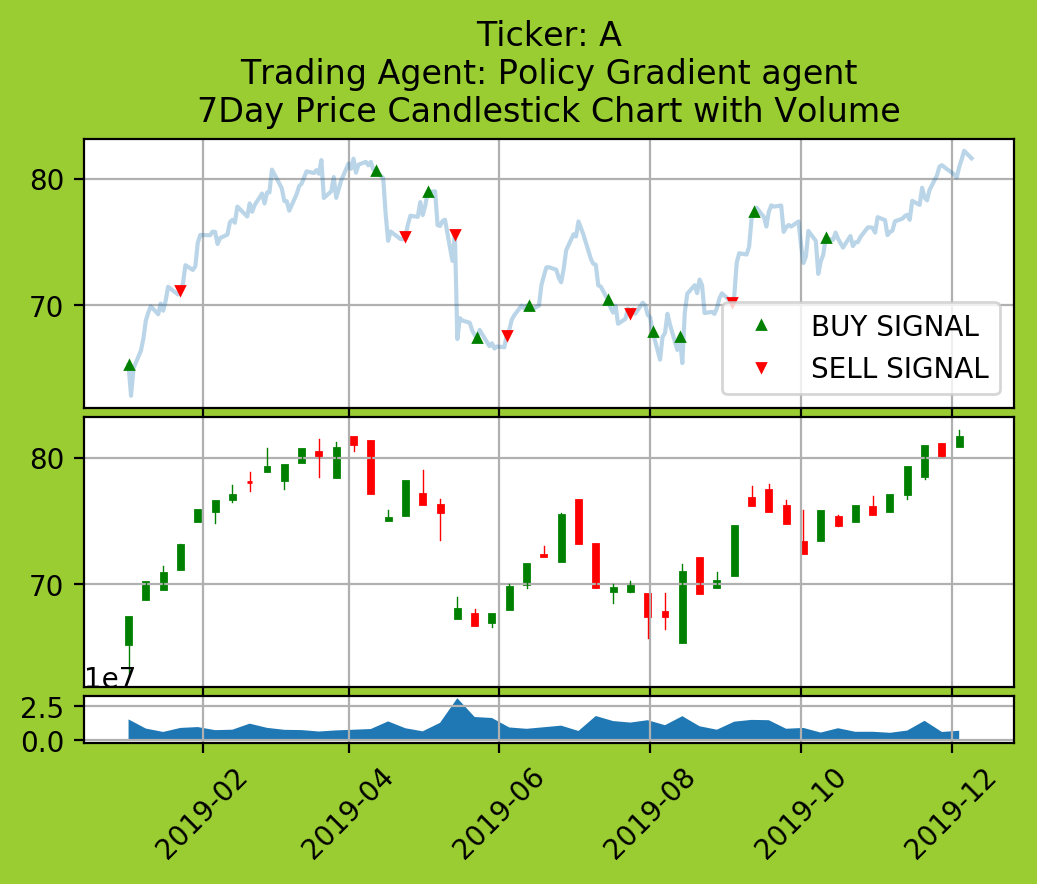 Ticker: A
Trading Agent: Policy Gradient agent
7Day Price Candlestick Chart with Volume
80
70
BUY SIGNAL
SELL SIGNAL
80
70
1e7
2.5
0.0
2019-02
2019-04
2019-06
2019-08
2019-10
2019-12